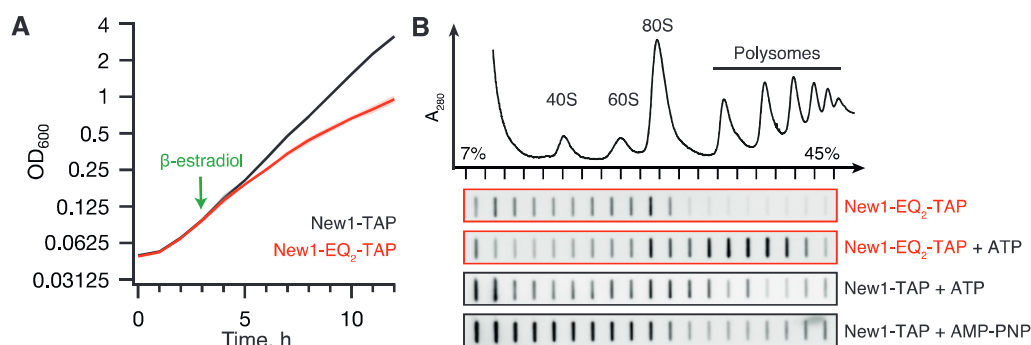 A
OD600
4
2
1
0.5
0.25
0.125
0.0625
0.03125
β-estradiol
New1-TAP
New1-EQ2-TAP
0
5
10
Time, h
B
A280
40S
60S
80S
Polysomes
7%
45%
New1-EQ2-TAP
New1-EQ2-TAP + ATP
New1-TAP + ATP
New1-TAP + AMP-PNP